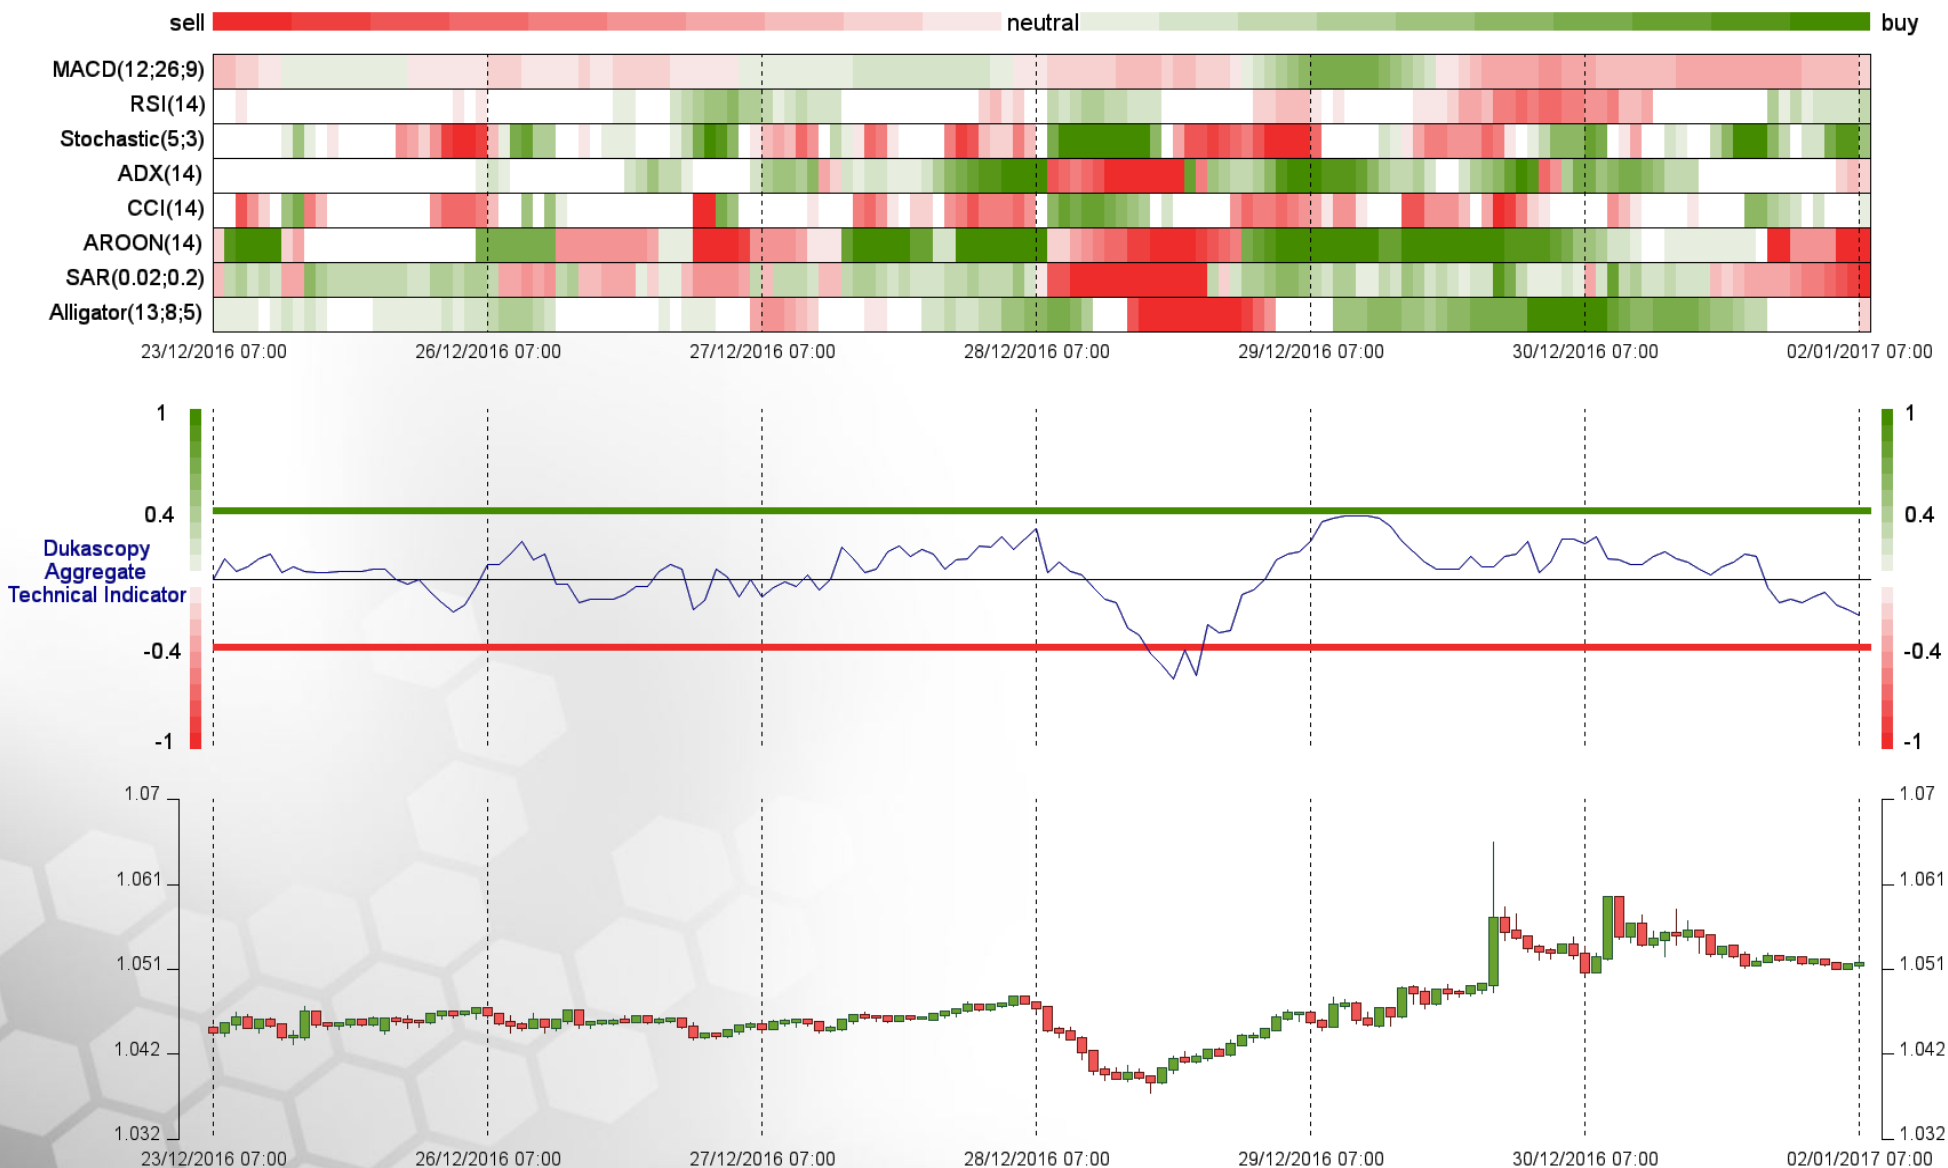 sell neutral buy
MACD(12;26;9)
RSI(14)
Stochastic(5;3)
ADX(14)
CCI(14)
AROON(14)
SAR(0.02;0.2)
Alligator(13;8;5)
23/12/2016 07:00 26/12/2016 07:00 27/12/2016 07:00 28/12/2016 07:00 29/12/2016 07:00 30/12/2016 07:00 02/01/2017 07:00
1 1
0.4 0.4
Dukascopy
Aggregate
Technical Indicator
-0.4 -0.4
-1 -1
1.07 1.07
1.061 1.061
1.051 1.051
1.042 1.042
1.032 1.032
23/12/2016 07:00 26/12/2016 07:00 27/12/2016 07:00 28/12/2016 07:00 29/12/2016 07:00 30/12/2016 07:00 02/01/2017 07:00